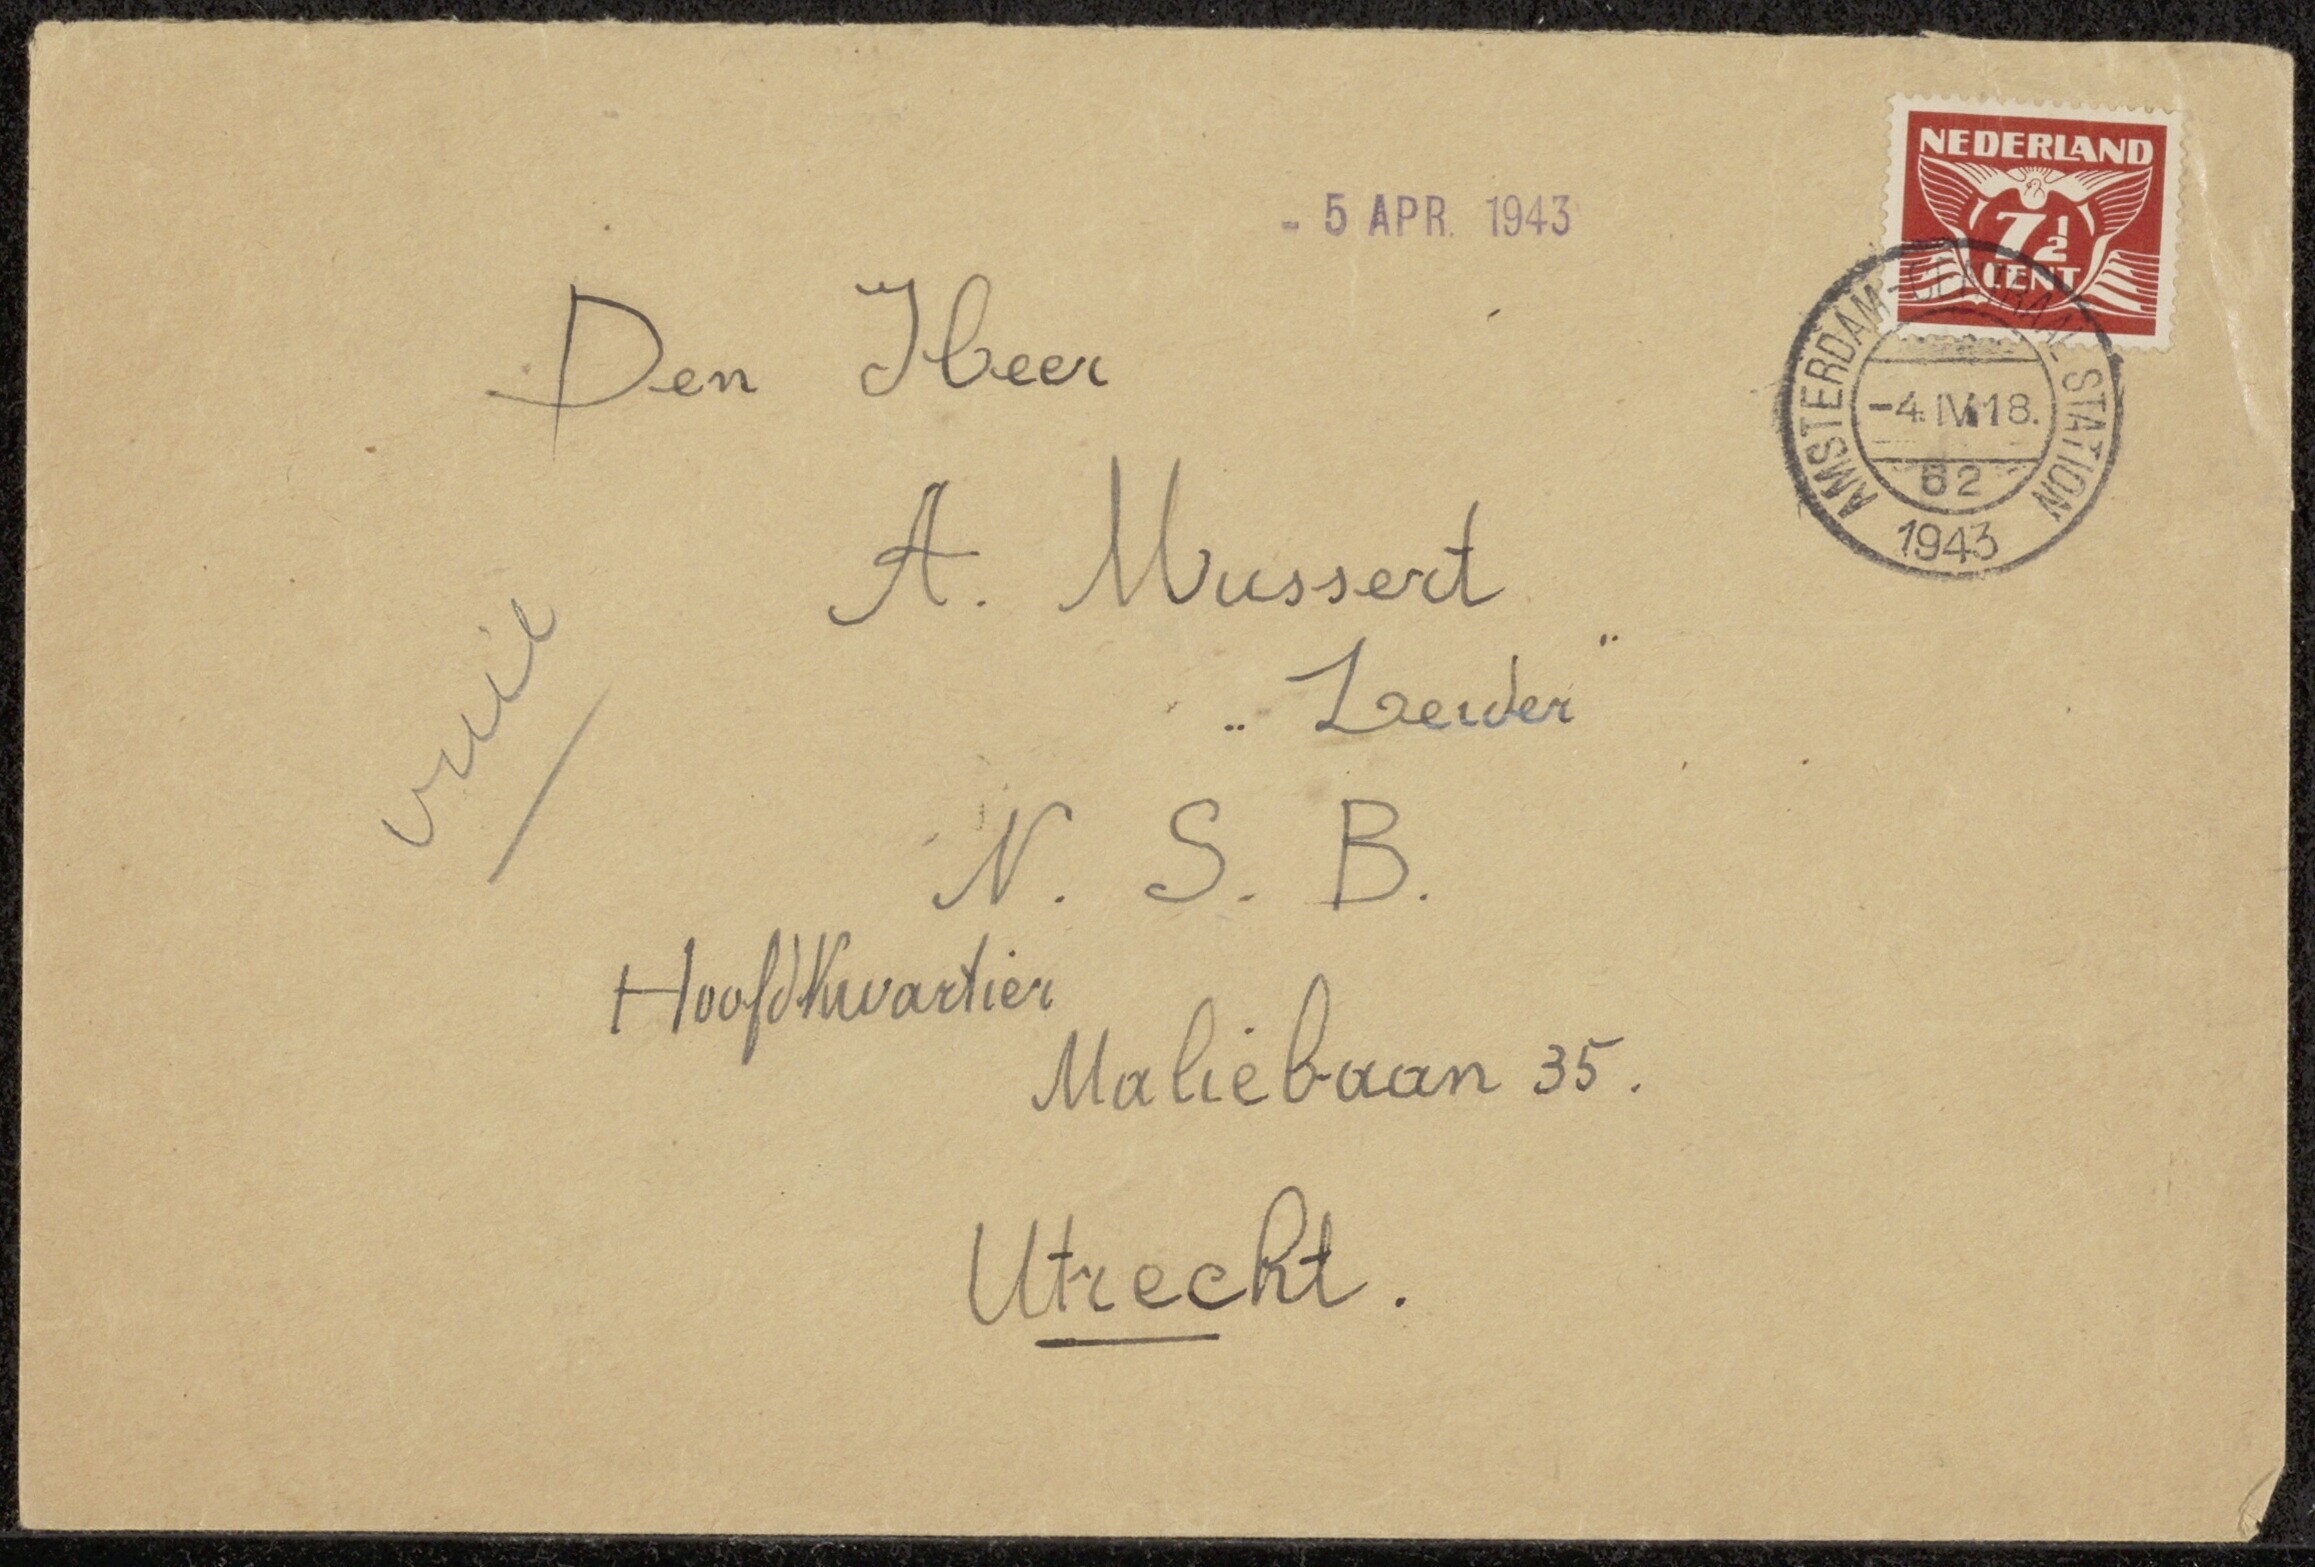 NEDERLAND
7½
CENT
- 5 APR. 1943
AMSTERDAM-CENTRAAL STATION
-4.IV.18.
62
1943
Den Heer
A. Mussert
„Leider”
N. S. B.
Hoofdkwartier
Maliebaan 35.
Utrecht.